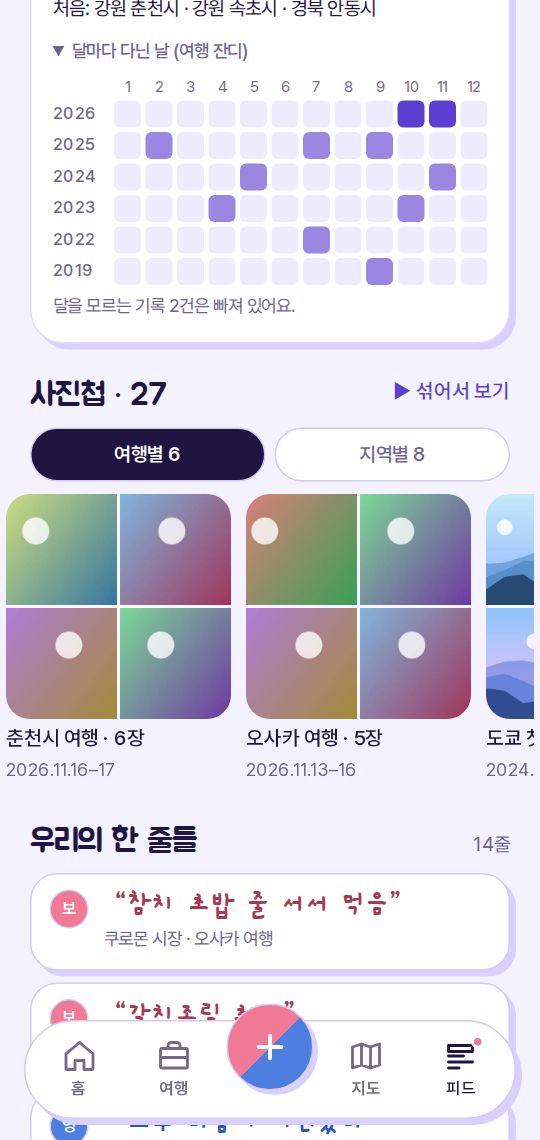 처음: 강원 춘천시 · 강원 속초시 · 경북 안동시
▼ 달마다 다닌 날 (여행 잔디)
1 2 3 4 5 6 7 8 9 10 11 12
2026
2025
2024
2023
2022
2019
달을 모르는 기록 2건은 빠져 있어요.
사진첩 · 27
▶ 섞어서 보기
여행별 6
지역별 8
춘천시 여행 · 6장
2026.11.16–17
오사카 여행 · 5장
2026.11.13–16
도쿄
2024.
우리의 한 줄들
14줄
보
“참치 초밥 줄 서서 먹음”
쿠로몬 시장 · 오사카 여행
보
“갈치조림
홈
여행
+
지도
피드